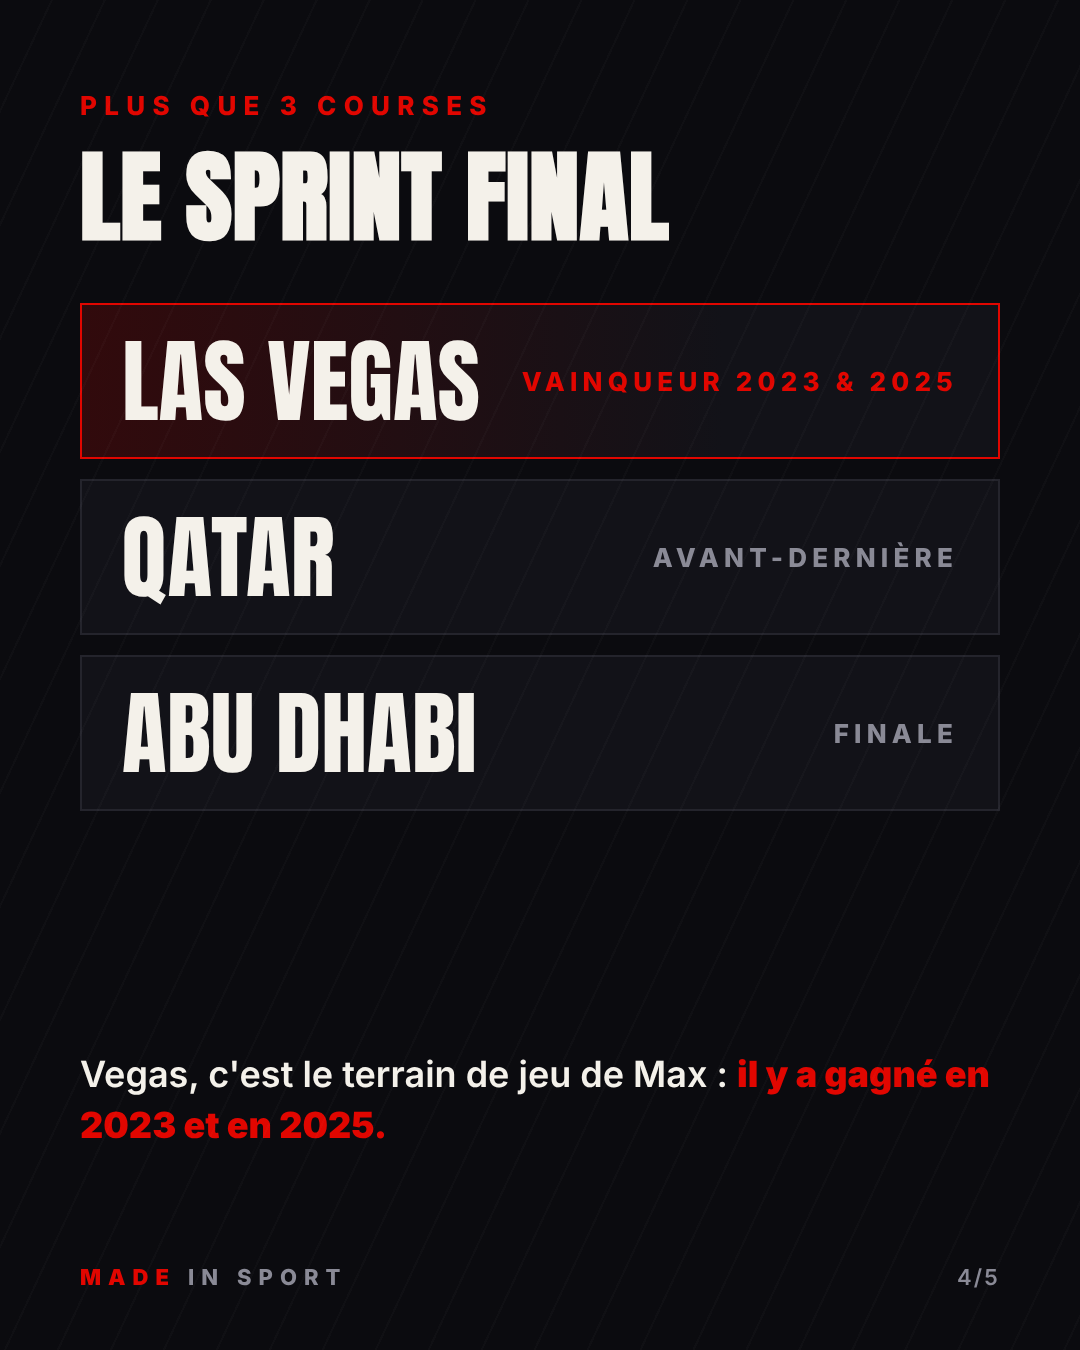 PLUS QUE 3 COURSES
LE SPRINT FINAL
LAS VEGAS VAINQUEUR 2023 & 2025
QATAR AVANT-DERNIÈRE
ABU DHABI FINALE
Vegas, c'est le terrain de jeu de Max : il y a gagné en
2023 et en 2025.
MADE IN SPORT 4/5